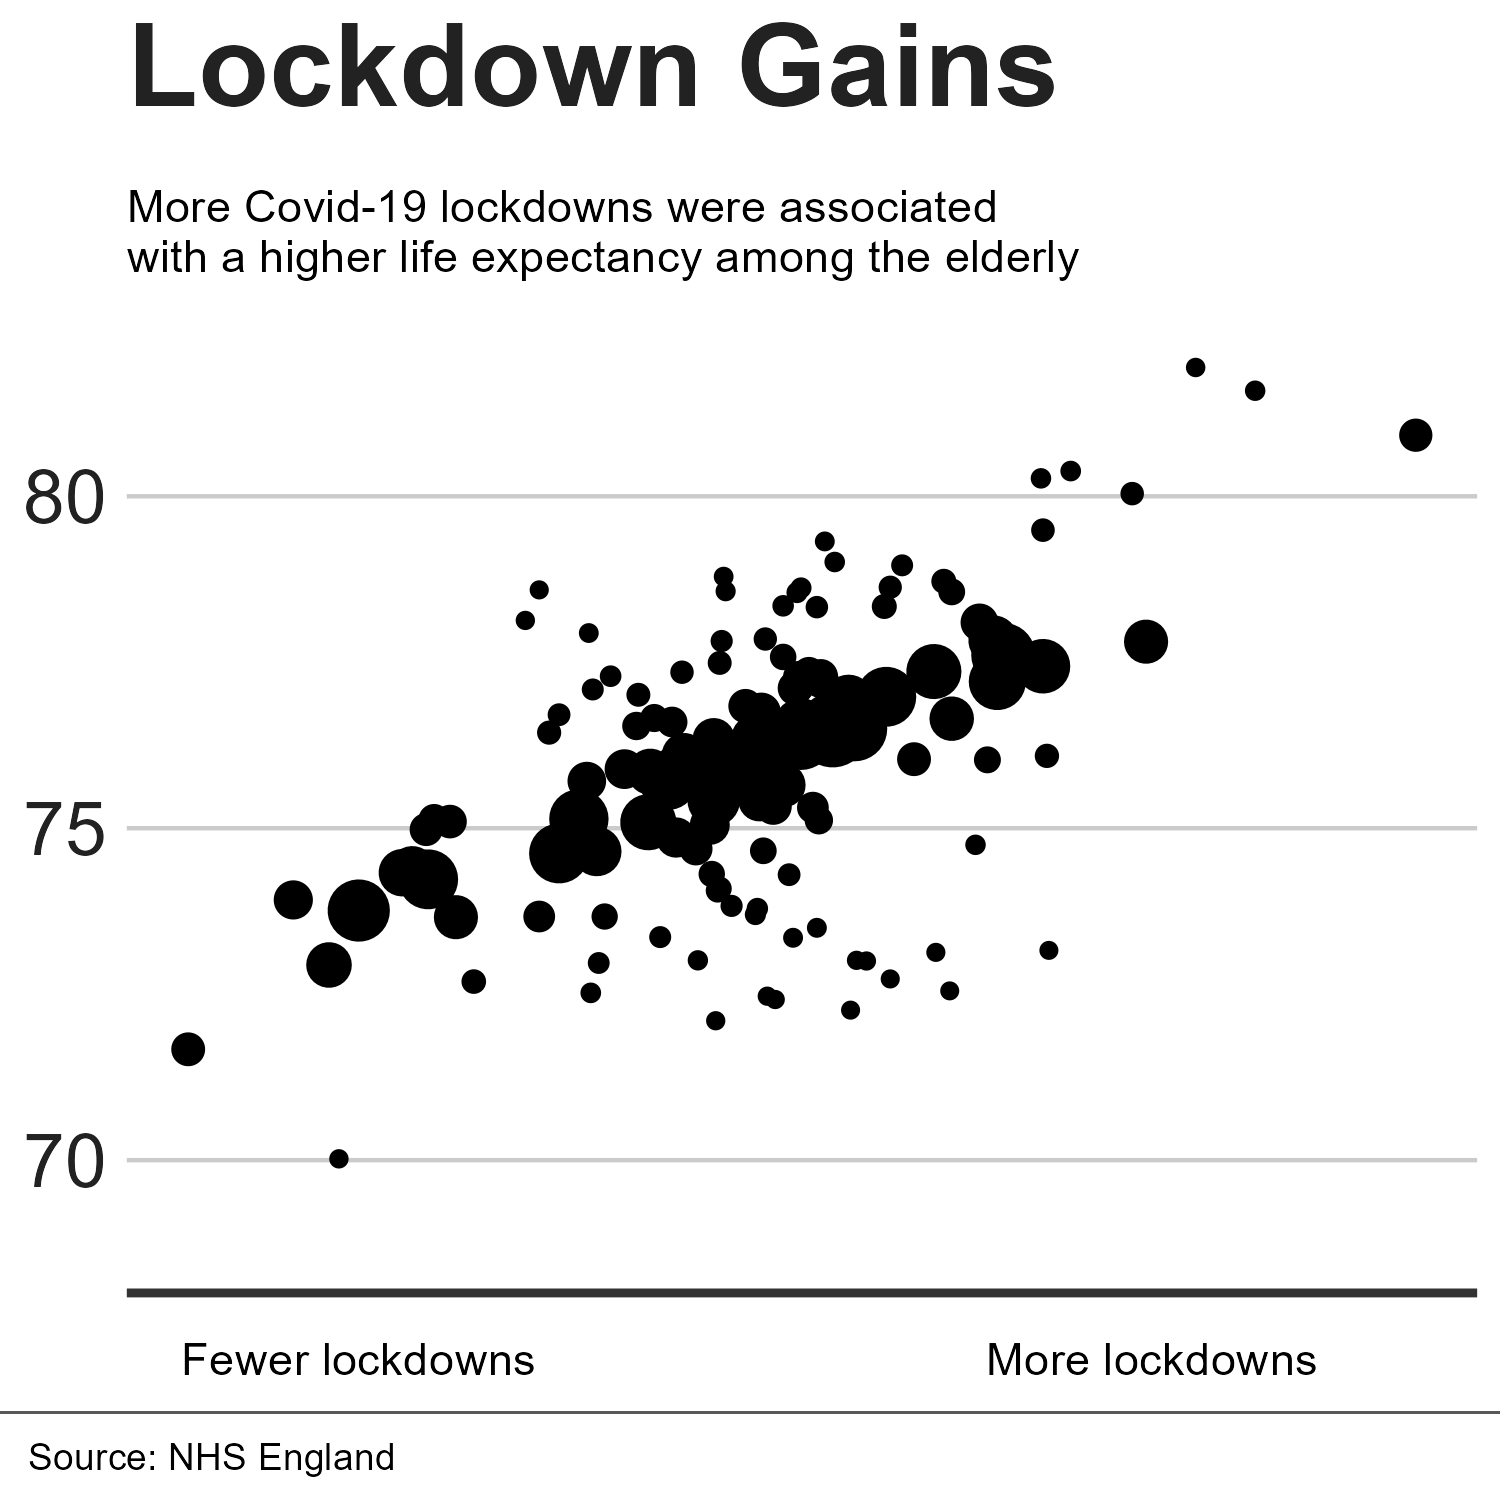 Lockdown Gains
More Covid-19 lockdowns were associated
with a higher life expectancy among the elderly
80
75
70
Fewer lockdowns More lockdowns
Source: NHS England